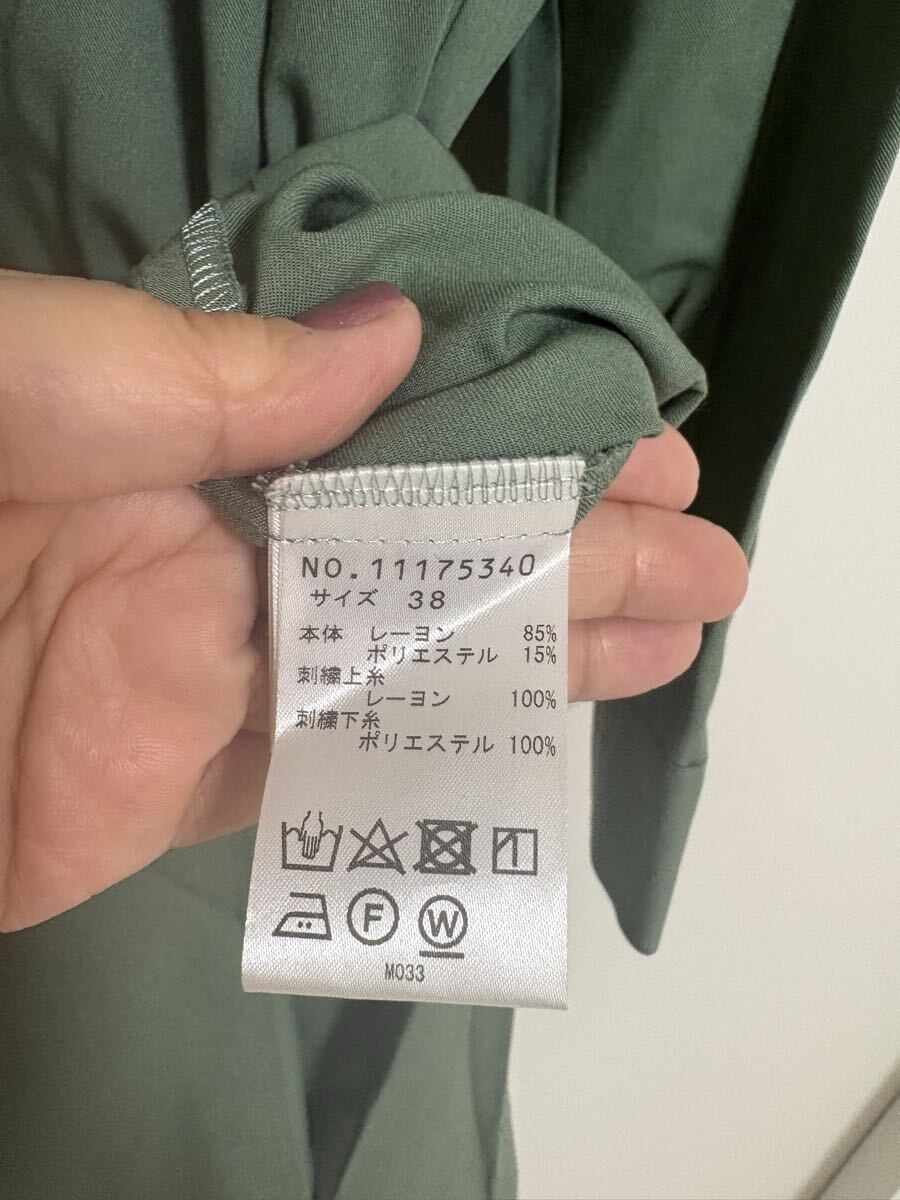 NO.11175340
サイズ 38
本体 レーヨン 85%
ポリエステル 15%
刺繍上糸
レーヨン 100%
刺繍下糸
ポリエステル 100%
F W
M033